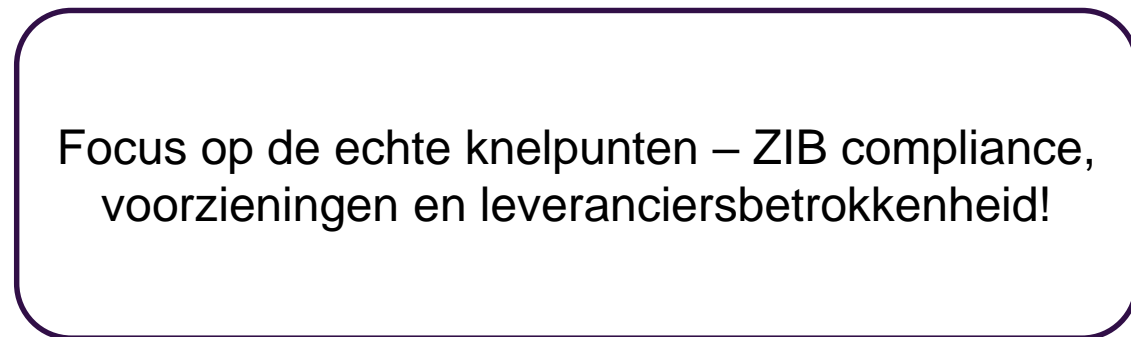 Focus op de echte knelpunten – ZIB compliance,
voorzieningen en leveranciersbetrokkenheid!